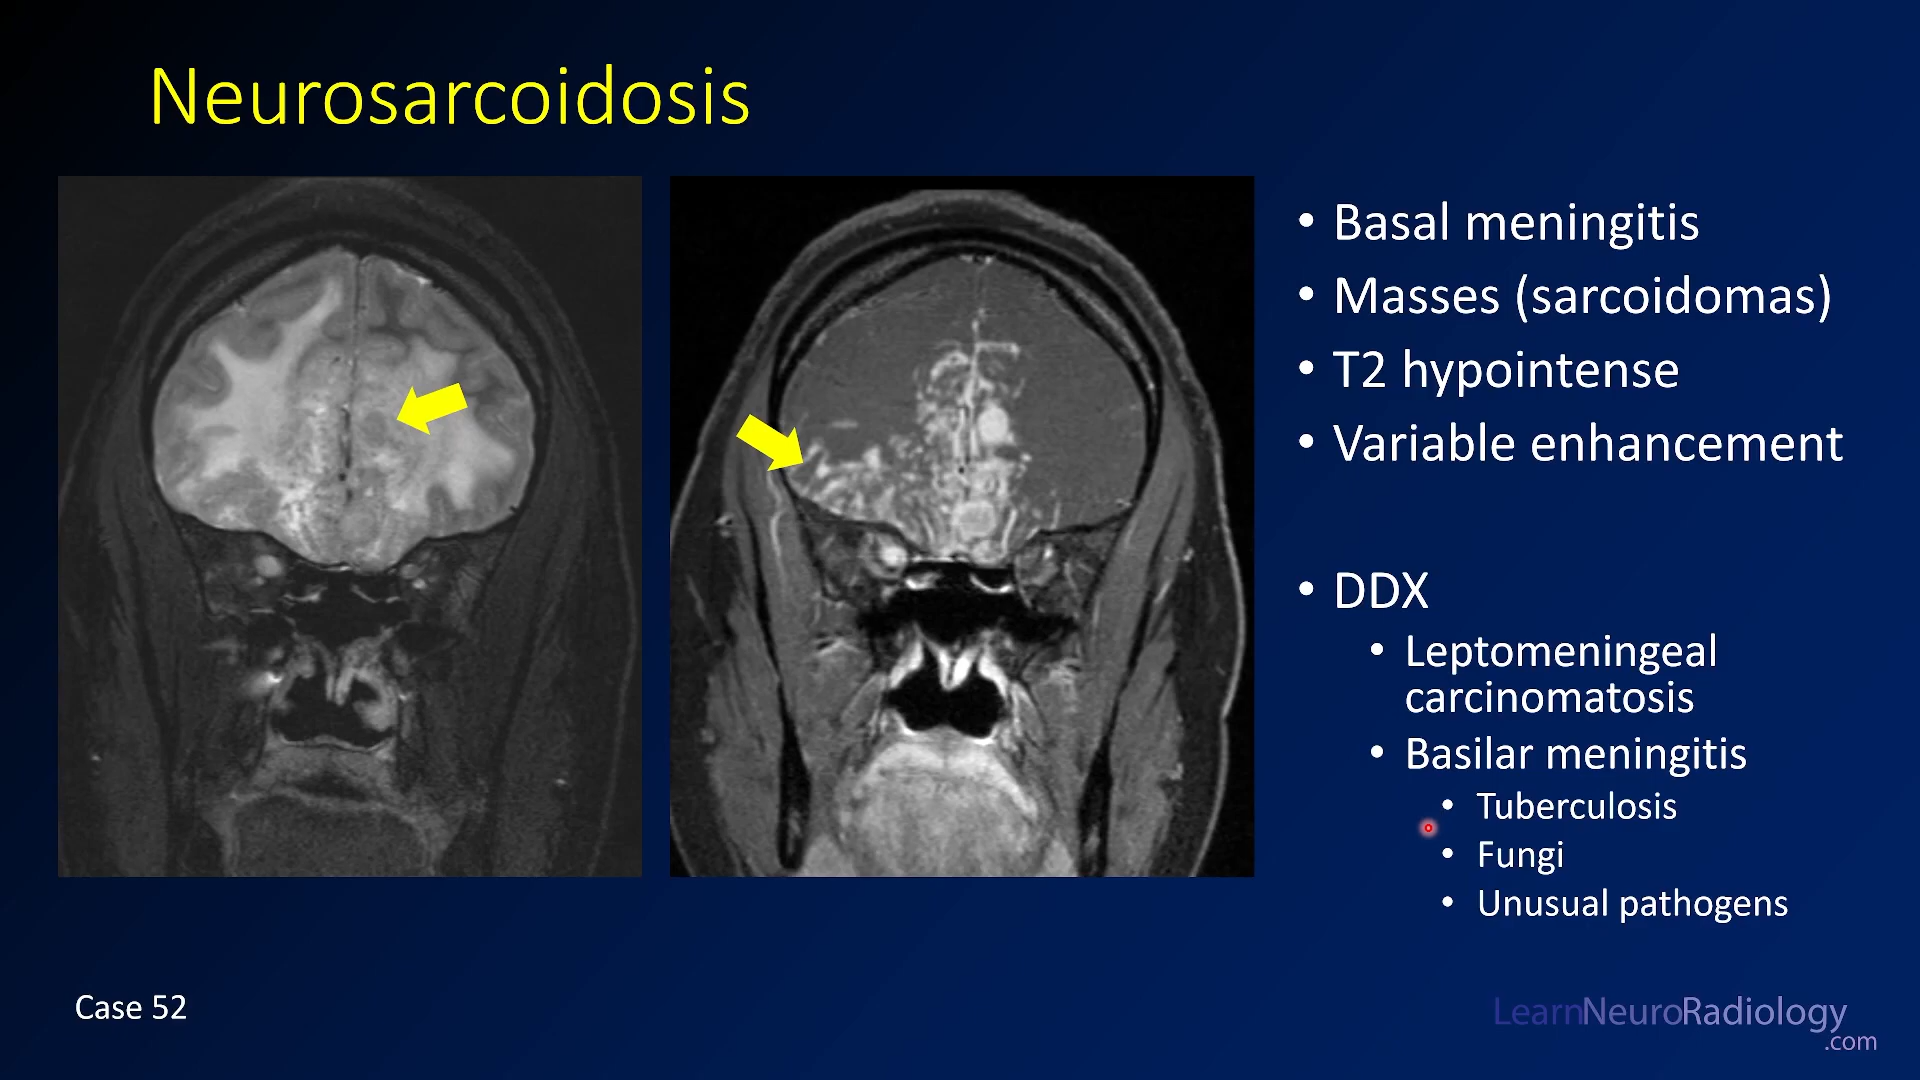 Neurosarcoidosis
• Basal meningitis
• Masses (sarcoidomas)
• T2 hypointense
• Variable enhancement
• DDX
• Leptomeningeal
carcinomatosis
• Basilar meningitis
• Tuberculosis
• Fungi
• Unusual pathogens
Case 52
LearnNeuroRadiology
.com